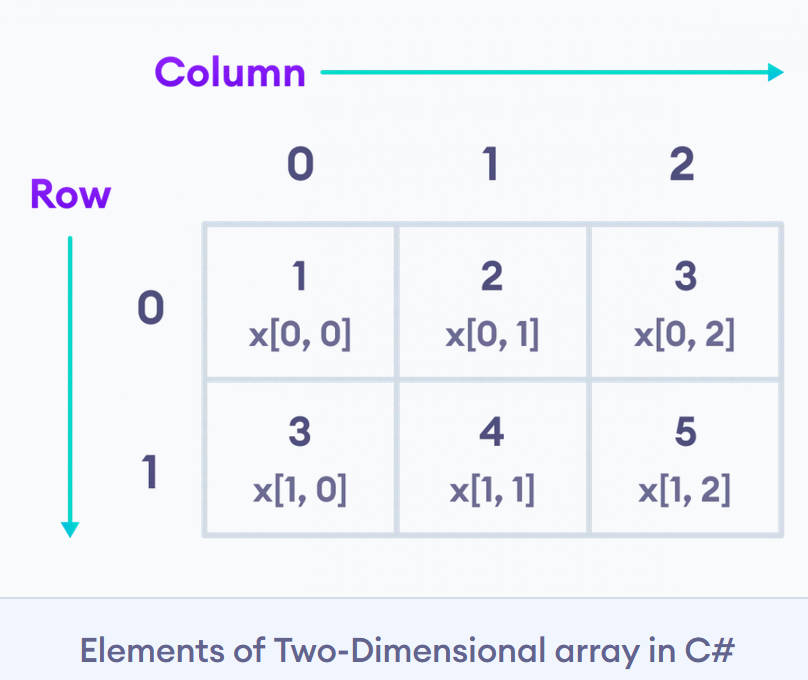 Column
0 1 2
Row
0
1 2 3
x[0, 0] x[0, 1] x[0, 2]
1
3 4 5
x[1, 0] x[1, 1] x[1, 2]
Elements of Two-Dimensional array in C#